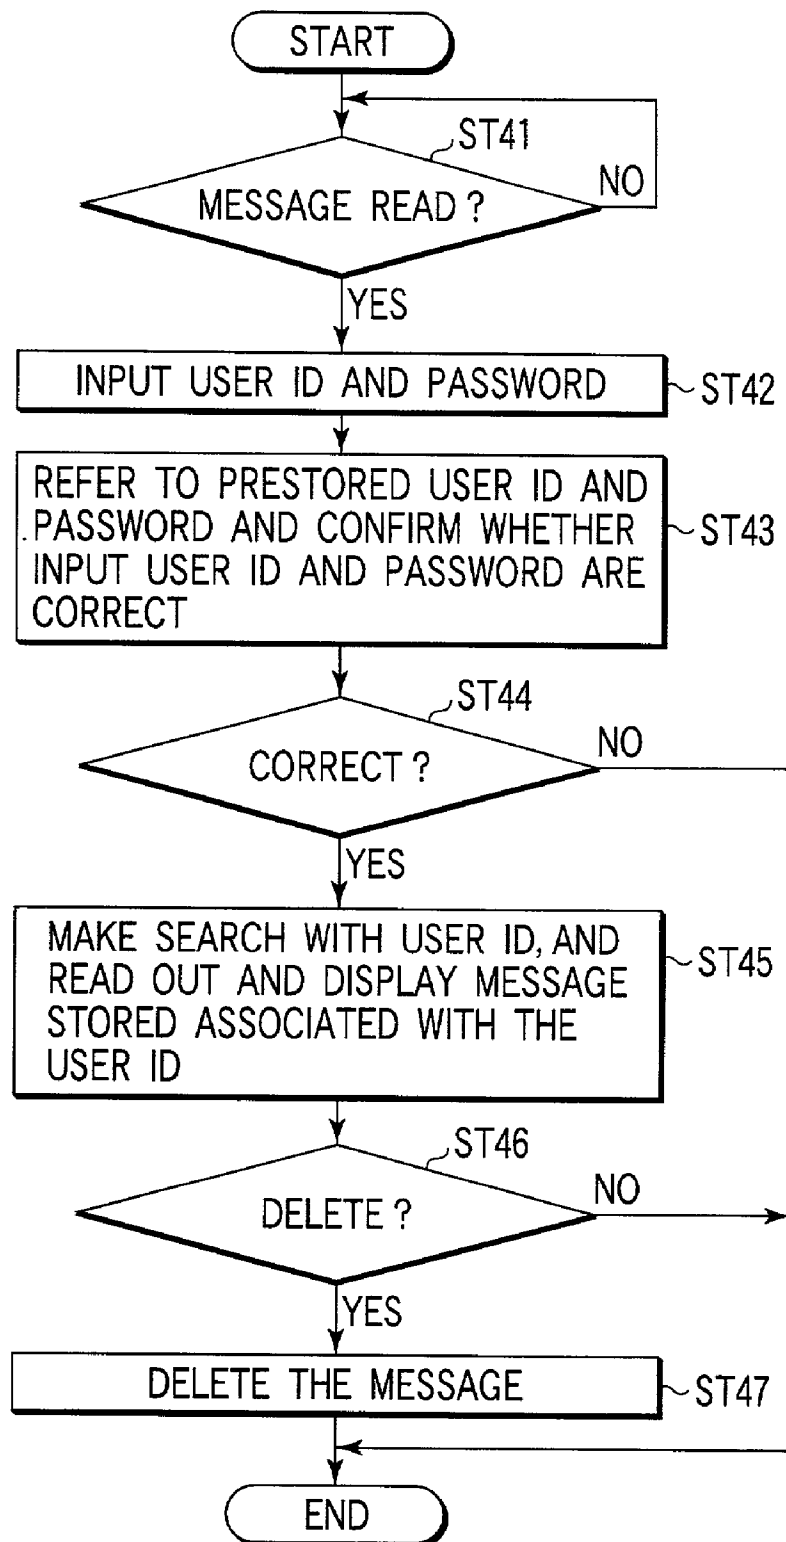 START
ST41
MESSAGE READ?
NO
YES
INPUT USER ID AND PASSWORD
ST42
REFER TO PRESTORED USER ID AND
PASSWORD AND CONFIRM WHETHER
INPUT USER ID AND PASSWORD ARE
CORRECT
ST43
ST44
CORRECT?
NO
YES
MAKE SEARCH WITH USER ID, AND
READ OUT AND DISPLAY MESSAGE
STORED ASSOCIATED WITH THE
USER ID
ST45
ST46
DELETE?
NO
YES
DELETE THE MESSAGE
ST47
END